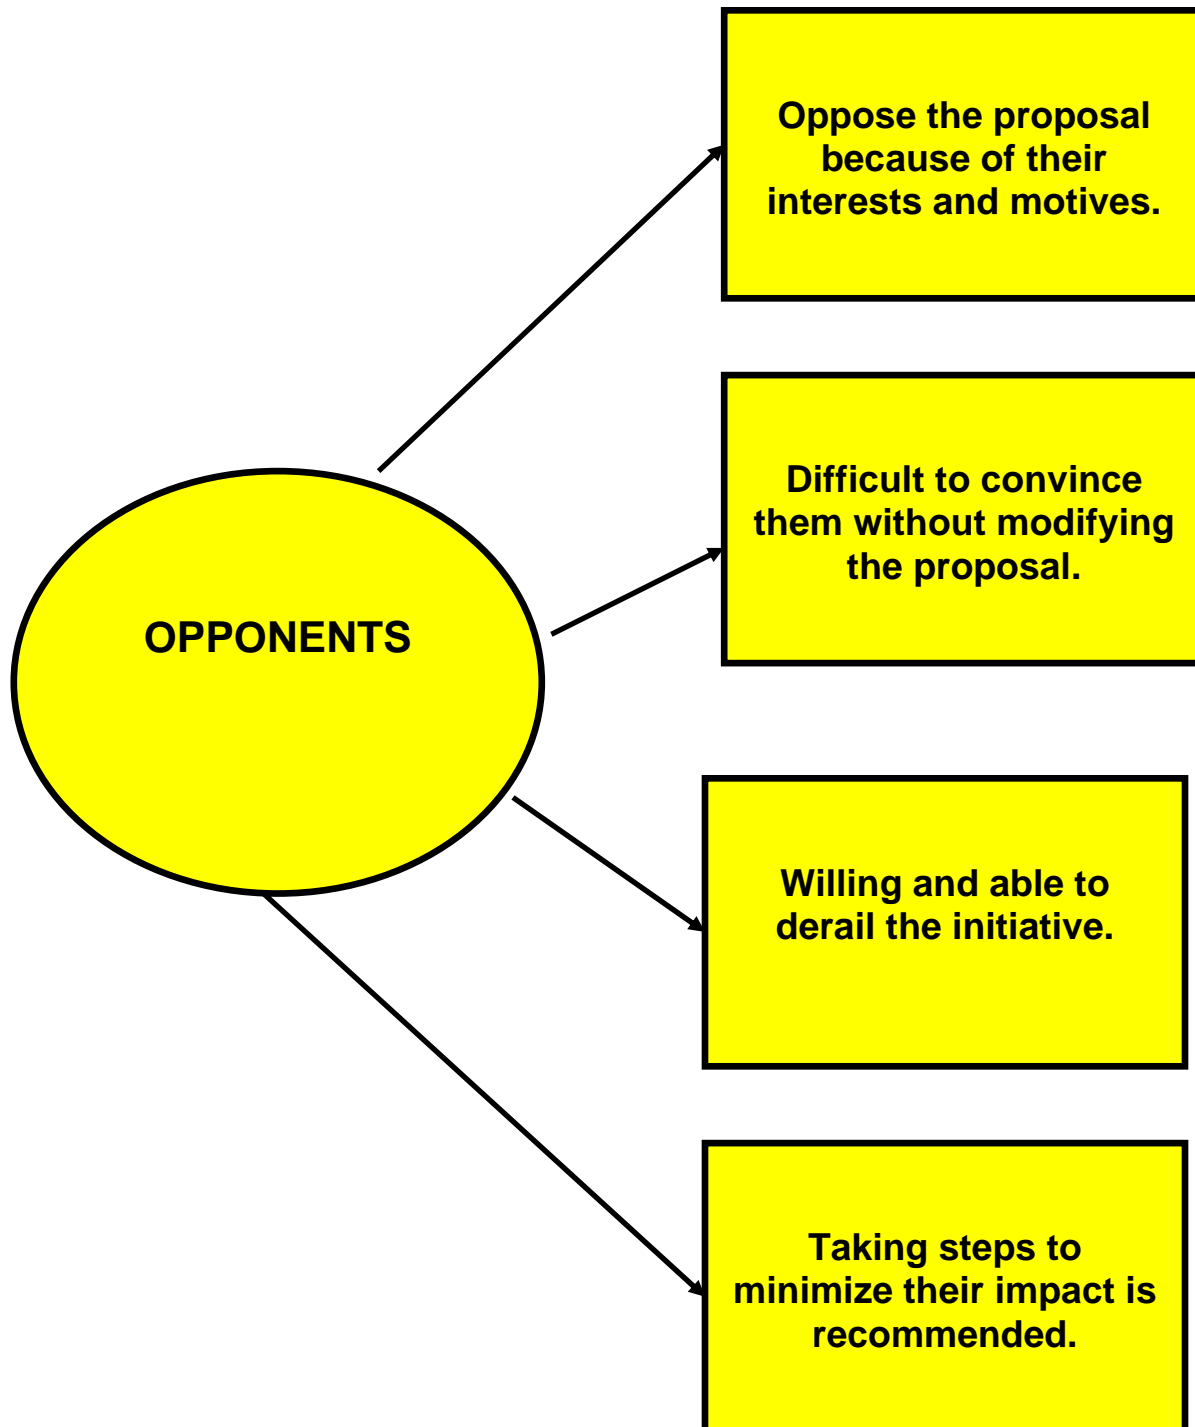 Oppose the proposal
because of their
interests and motives.
Difficult to convince
them without modifying
the proposal.
OPPONENTS
Willing and able to
derail the initiative.
Taking steps to
minimize their impact is
recommended.